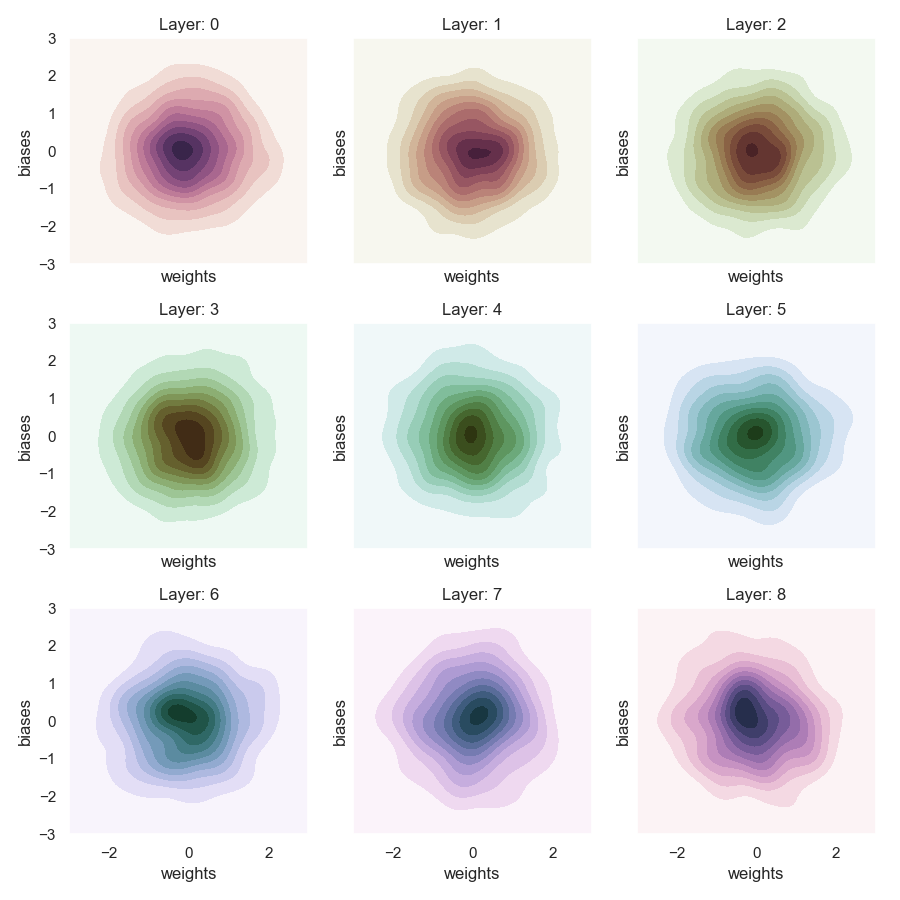 Layer: 0
Layer: 1
Layer: 2
3
2
1
0
−1
−2
−3
biases
biases
biases
weights
weights
weights
Layer: 3
Layer: 4
Layer: 5
3
2
1
0
−1
−2
−3
biases
biases
biases
weights
weights
weights
Layer: 6
Layer: 7
Layer: 8
3
2
1
0
−1
−2
−3
biases
biases
biases
−2 0 2
−2 0 2
−2 0 2
weights
weights
weights